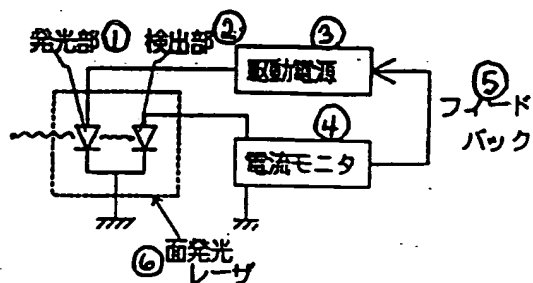 発光部①
検出部②
③
駆動電源
④
電流モニタ
⑤
フィード
バック
⑥面発光
レーザ